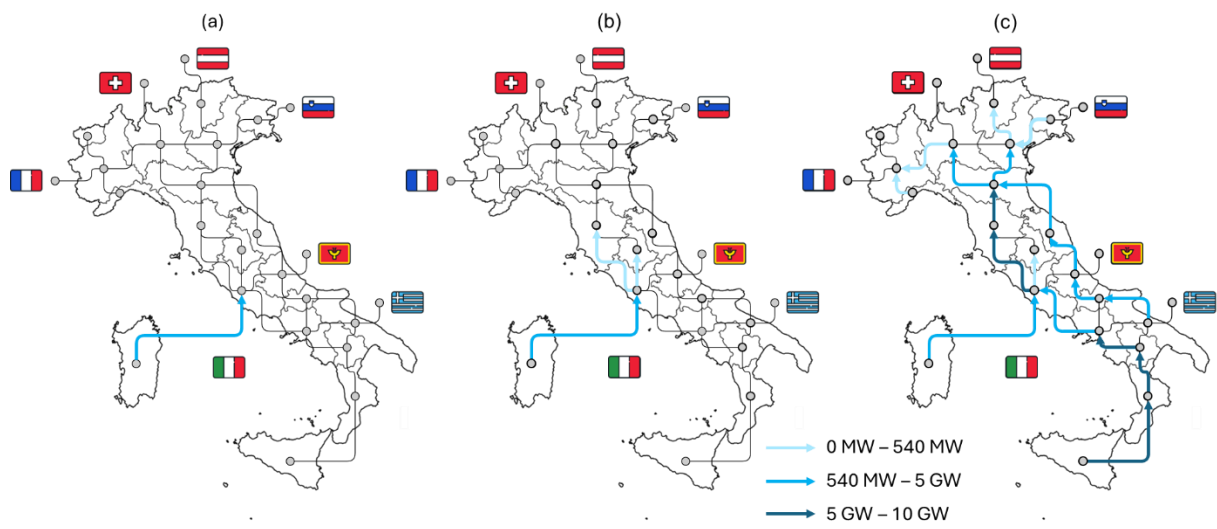 (a)
(b)
(c)
0 MW – 540 MW
540 MW – 5 GW
5 GW – 10 GW